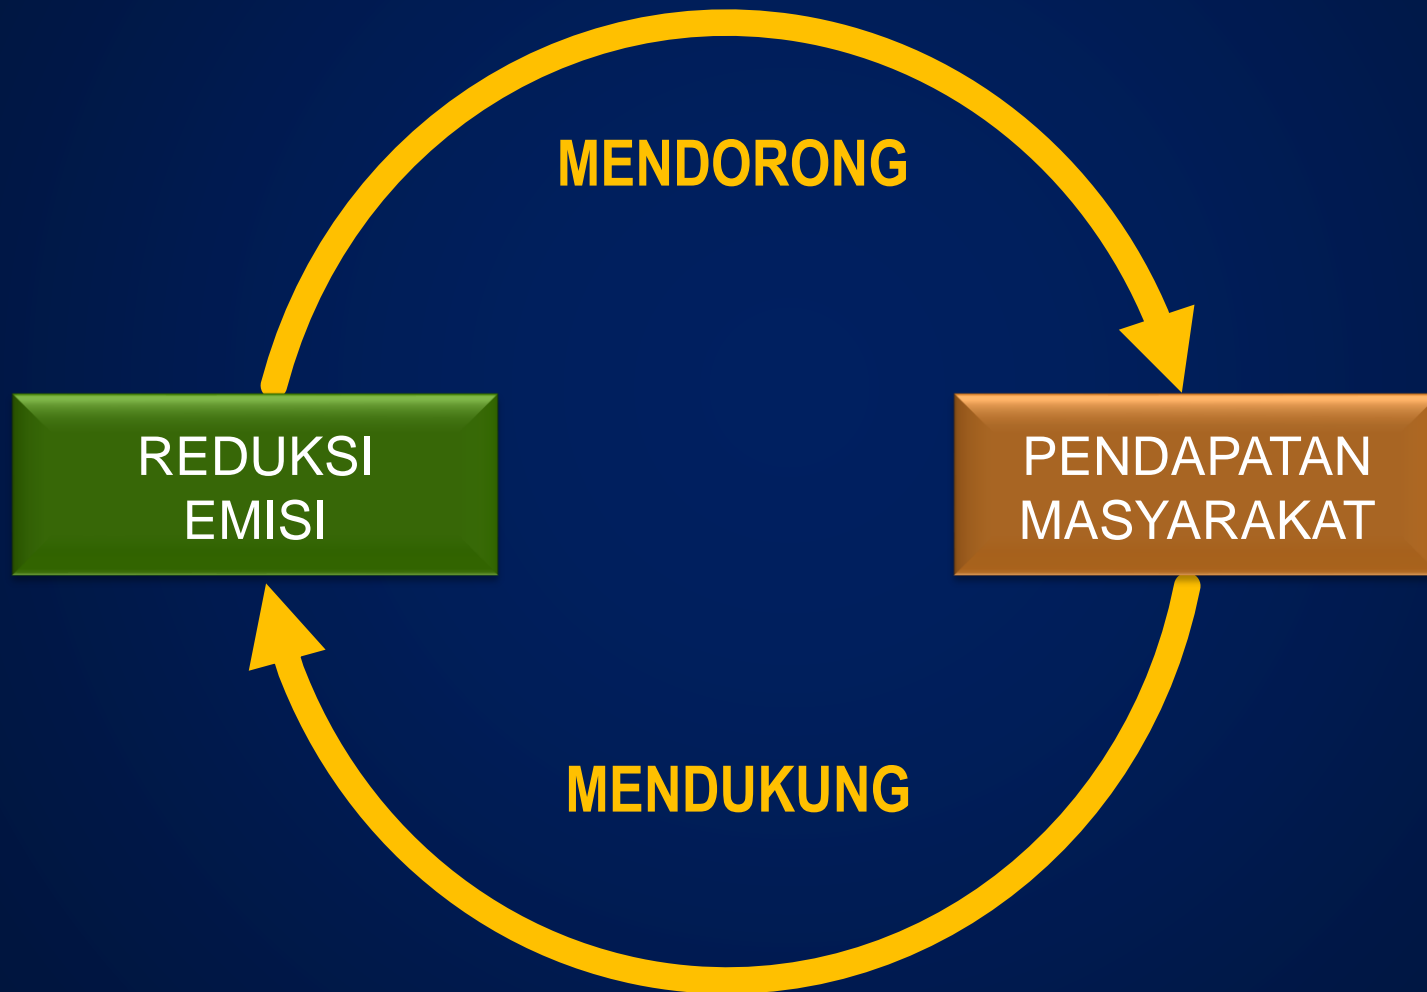 MENDORONG
REDUKSI
EMISI
PENDAPATAN
MASYARAKAT
MENDUKUNG